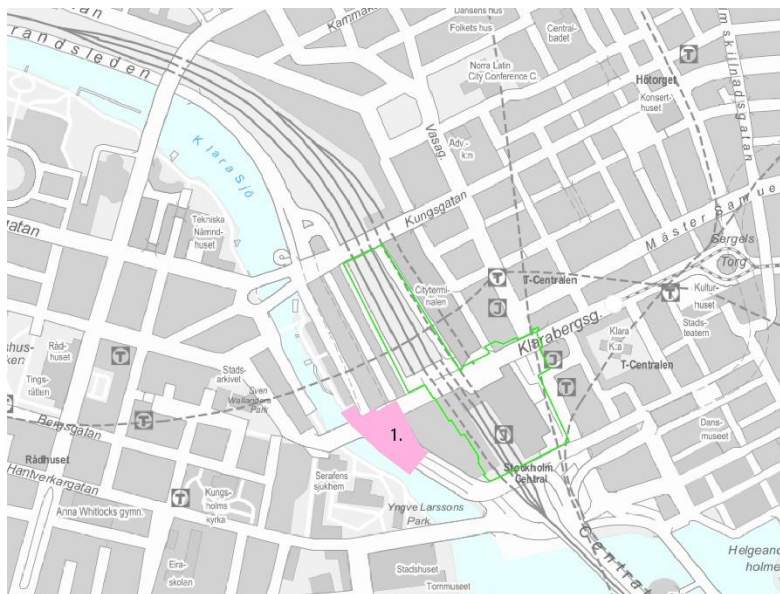 Dansens hus
Folkets hus
Central-
badet
Norra Latin
City Conference C.
Hötorget
Konsert-
huset
Klara Sjö
Vasag.
Adv.-
k:n
Kungsgatan
Tekniska
Nämnd-
huset
gatan
Sergels
Torg
T-Centralen
Citytermi-
nalen
Kultur-
huset
Stads-
teatern
Klarabergsg.
Klara
K:a
T-Centralen
Råd-
huset
Tings-
rätten
Stads-
arkivet
Sven
Wallanders
Park
1.
Dans-
museet
Bergsgatan
Rådhuset
Hantverkargatan
Serafens
sjukhem
Stockholm
Central
Kungs-
holms
kyrka
Anna Whitlocks gymn.
Yngve Larssons
Park
Eira-
skolan
Stadshuset
Tornmuseet
Helgeand
holme